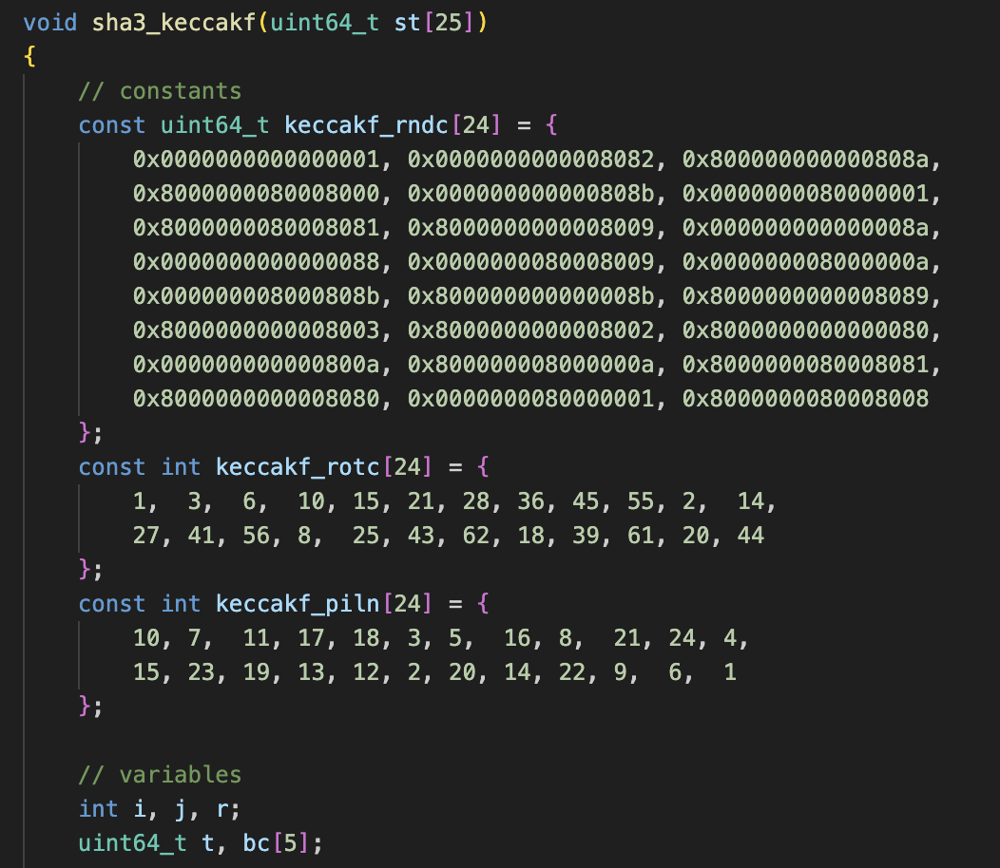 void sha3_keccakf(uint64_t st[25])
{
    // constants
    const uint64_t keccakf_rndc[24] = {
        0x0000000000000001, 0x0000000000008082, 0x800000000000808a,
        0x8000000080008000, 0x000000000000808b, 0x0000000080000001,
        0x8000000080008081, 0x8000000000008009, 0x000000000000008a,
        0x0000000000000088, 0x0000000080008009, 0x000000008000000a,
        0x000000008000808b, 0x800000000000008b, 0x8000000000008089,
        0x8000000000008003, 0x8000000000008002, 0x8000000000000080,
        0x000000000000800a, 0x800000008000000a, 0x8000000080008081,
        0x8000000000008080, 0x0000000080000001, 0x8000000080008008
    };
    const int keccakf_rotc[24] = {
        1,  3,  6,  10, 15, 21, 28, 36, 45, 55, 2,  14,
        27, 41, 56, 8,  25, 43, 62, 18, 39, 61, 20, 44
    };
    const int keccakf_piln[24] = {
        10, 7,  11, 17, 18, 3, 5,  16, 8,  21, 24, 4,
        15, 23, 19, 13, 12, 2, 20, 14, 22, 9,  6,  1
    };

    // variables
    int i, j, r;
    uint64_t t, bc[5];